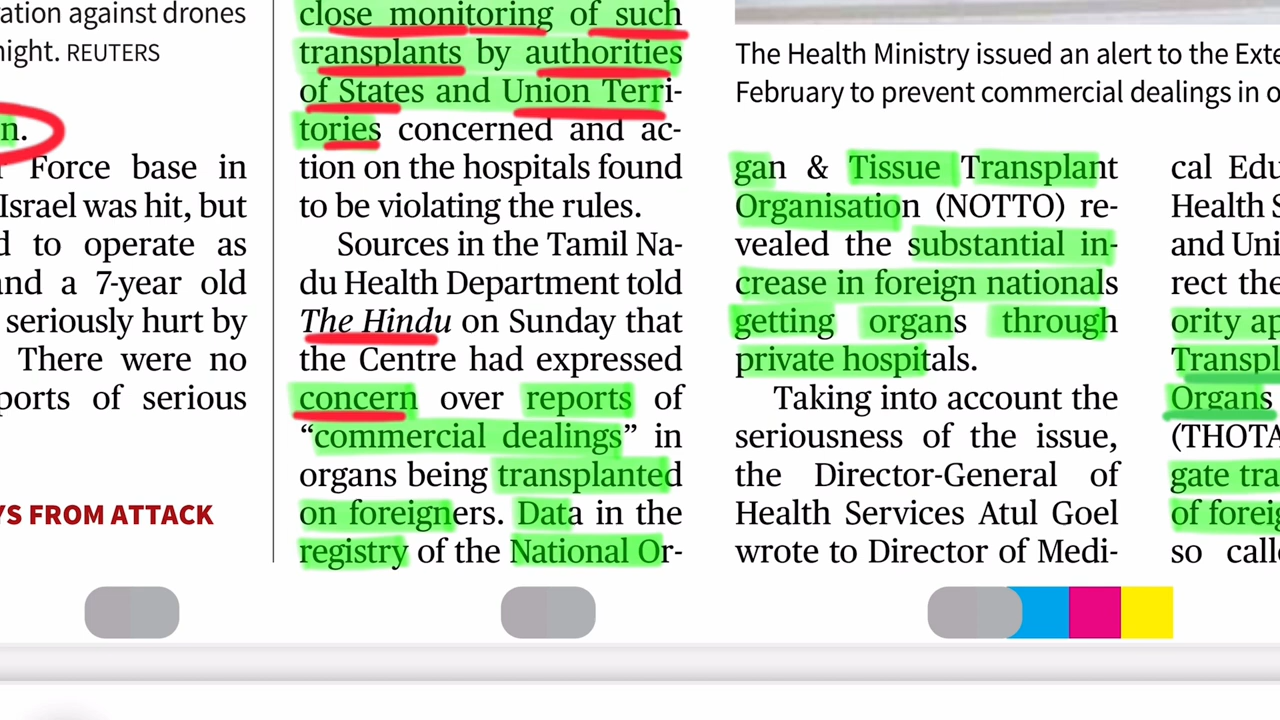 ration against drones
night. REUTERS
n.
Force base in
Israel was hit, but
to operate as
and a 7-year old
seriously hurt by
There were no
ports of serious
YS FROM ATTACK
close monitoring of such
transplants by authorities
of States and Union Terri-
tories concerned and ac-
tion on the hospitals found
to be violating the rules.
Sources in the Tamil Na-
du Health Department told
The Hindu on Sunday that
the Centre had expressed
concern over reports of
“commercial dealings” in
organs being transplanted
on foreigners. Data in the
registry of the National Or-
The Health Ministry issued an alert to the Exte
February to prevent commercial dealings in o
gan & Tissue Transplant
Organisation (NOTTO) re-
vealed the substantial in-
crease in foreign nationals
getting organs through
private hospitals.
Taking into account the
seriousness of the issue,
the Director-General of
Health Services Atul Goel
wrote to Director of Medi-
cal Edu
Health S
and Uni
rect the
ority ap
Transpl
Organs
(THOTA
gate tra
of foreig
so calle